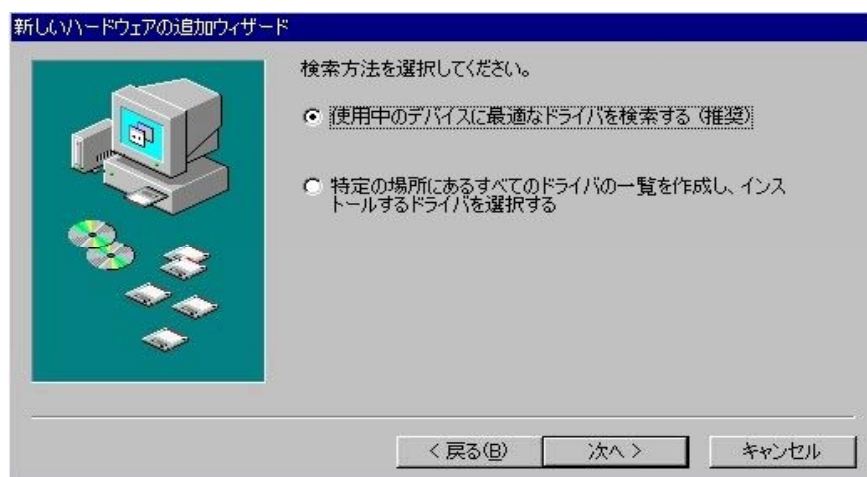 新しいハードウェアの追加ウィザード
検索方法を選択してください。
使用中のデバイスに最適なドライバを検索する（推奨）
特定の場所にあるすべてのドライバの一覧を作成し、インス
トールするドライバを選択する
< 戻る(B)
次へ >
キャンセル